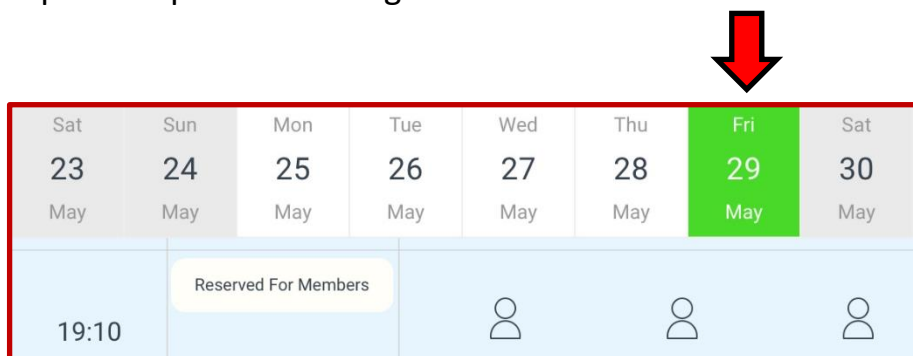 Sat Sun Mon Tue Wed Thu Fri Sat
23 24 25 26 27 28 29 30
May May May May May May May May
Reserved For Members
19:10